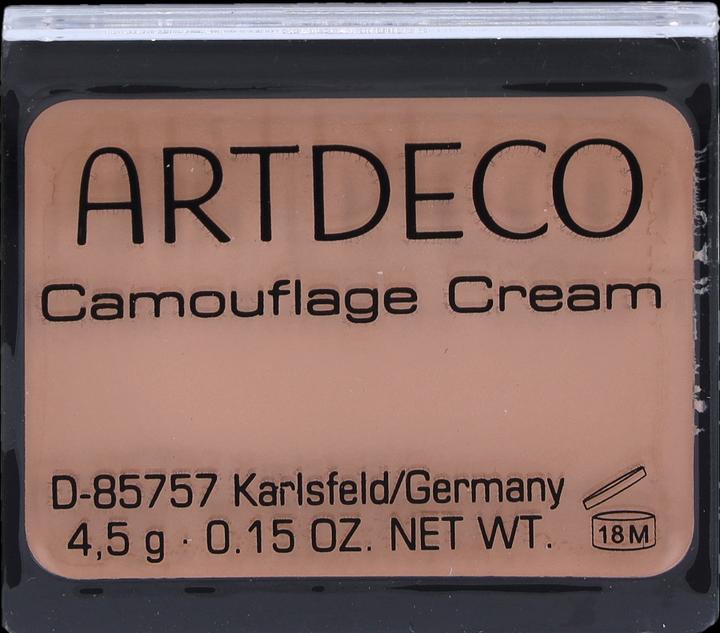 ARTDECO
Camouflage Cream
D-85757 Karlsfeld/Germany
4,5 g · 0.15 OZ. NET WT.
18M